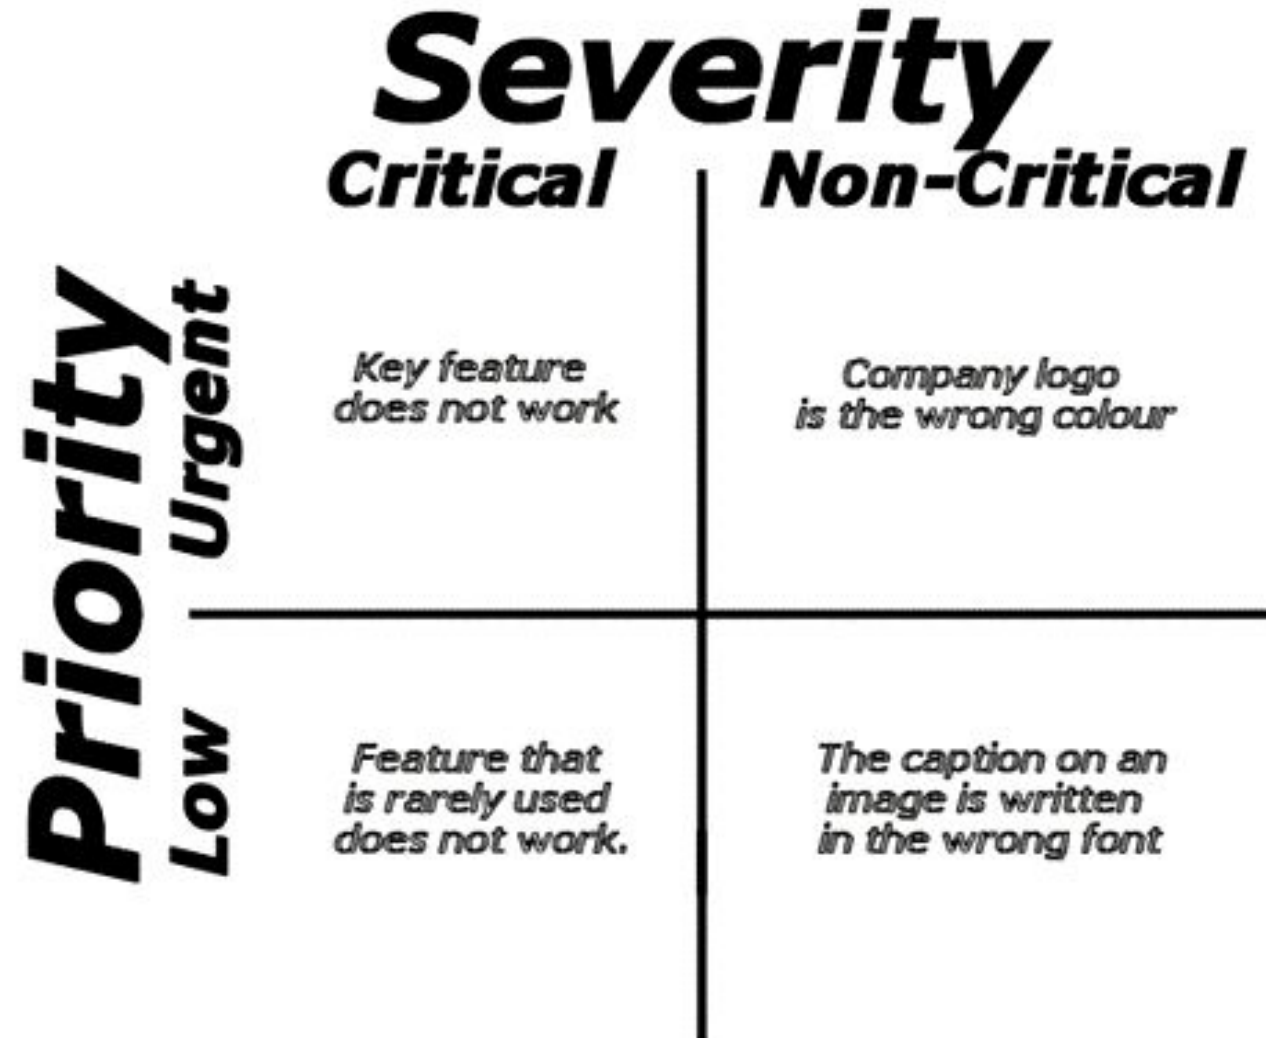 Severity
Critical
Non-Critical
Priority
Urgent
Key feature
does not work
Company logo
is the wrong colour
Low
Feature that
is rarely used
does not work.
The caption on an
image is written
in the wrong font